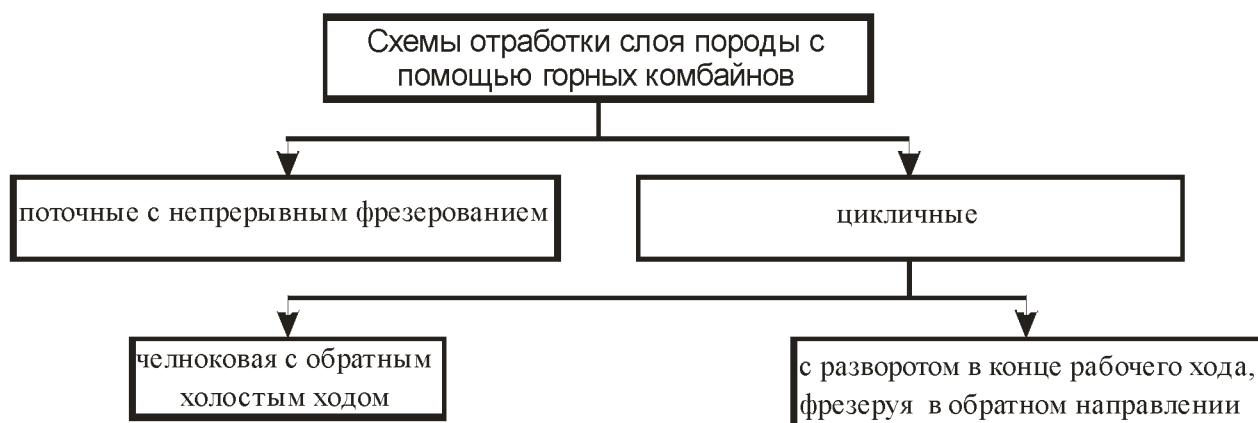 Схемы отработки слоя породы с
помощью горных комбайнов
поточные с непрерывным фрезерованием
цикличные
челноковая с обратным
холостым ходом
с разворотом в конце рабочего хода,
фрезеруя в обратном направлении